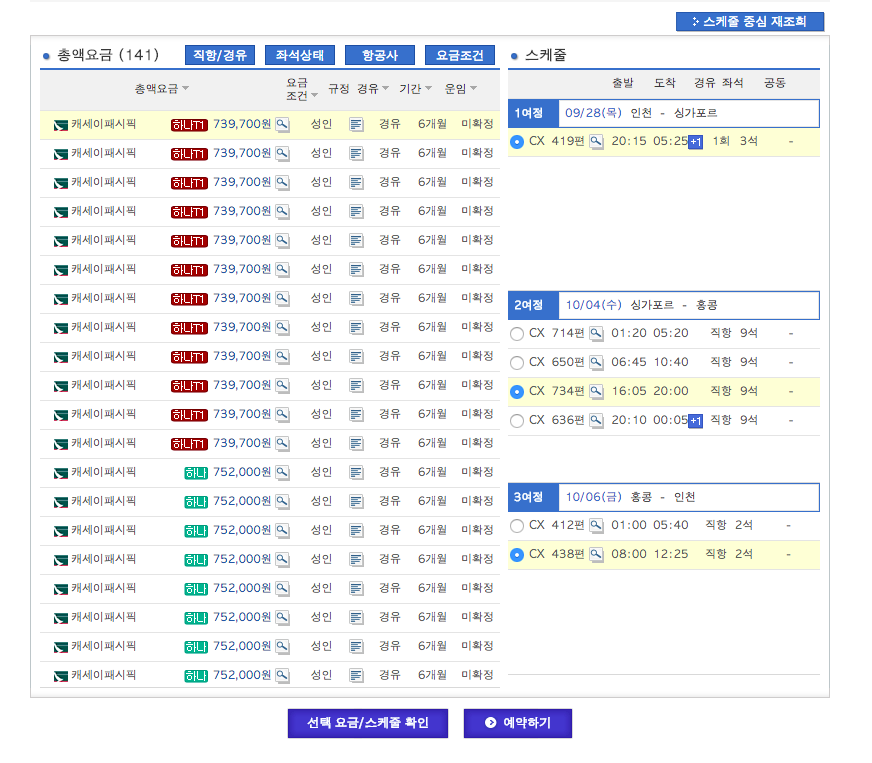 스케줄 중심 재조회
총액요금 (141) 직항/경유 좌석상태 항공사 요금조건
총액요금 요금조건 규정 경유 기간 운임
캐세이패시픽 하나T1 739,700원 성인 경유 6개월 미확정
캐세이패시픽 하나T1 739,700원 성인 경유 6개월 미확정
캐세이패시픽 하나T1 739,700원 성인 경유 6개월 미확정
캐세이패시픽 하나T1 739,700원 성인 경유 6개월 미확정
캐세이패시픽 하나T1 739,700원 성인 경유 6개월 미확정
캐세이패시픽 하나T1 739,700원 성인 경유 6개월 미확정
캐세이패시픽 하나T1 739,700원 성인 경유 6개월 미확정
캐세이패시픽 하나T1 739,700원 성인 경유 6개월 미확정
캐세이패시픽 하나T1 739,700원 성인 경유 6개월 미확정
캐세이패시픽 하나T1 739,700원 성인 경유 6개월 미확정
캐세이패시픽 하나T1 739,700원 성인 경유 6개월 미확정
캐세이패시픽 하나T1 739,700원 성인 경유 6개월 미확정
캐세이패시픽 하나 752,000원 성인 경유 6개월 미확정
캐세이패시픽 하나 752,000원 성인 경유 6개월 미확정
캐세이패시픽 하나 752,000원 성인 경유 6개월 미확정
캐세이패시픽 하나 752,000원 성인 경유 6개월 미확정
캐세이패시픽 하나 752,000원 성인 경유 6개월 미확정
캐세이패시픽 하나 752,000원 성인 경유 6개월 미확정
캐세이패시픽 하나 752,000원 성인 경유 6개월 미확정
캐세이패시픽 하나 752,000원 성인 경유 6개월 미확정
스케줄
출발 도착 경유 좌석 공동
1여정 09/28(목) 인천 - 싱가포르
CX 419편 20:15 05:25 +1 1회 3석 -
2여정 10/04(수) 싱가포르 - 홍콩
CX 714편 01:20 05:20 직항 9석 -
CX 650편 06:45 10:40 직항 9석 -
CX 734편 16:05 20:00 직항 9석 -
CX 636편 20:10 00:05 +1 직항 9석 -
3여정 10/06(금) 홍콩 - 인천
CX 412편 01:00 05:40 직항 2석 -
CX 438편 08:00 12:25 직항 2석 -
선택 요금/스케줄 확인 예약하기